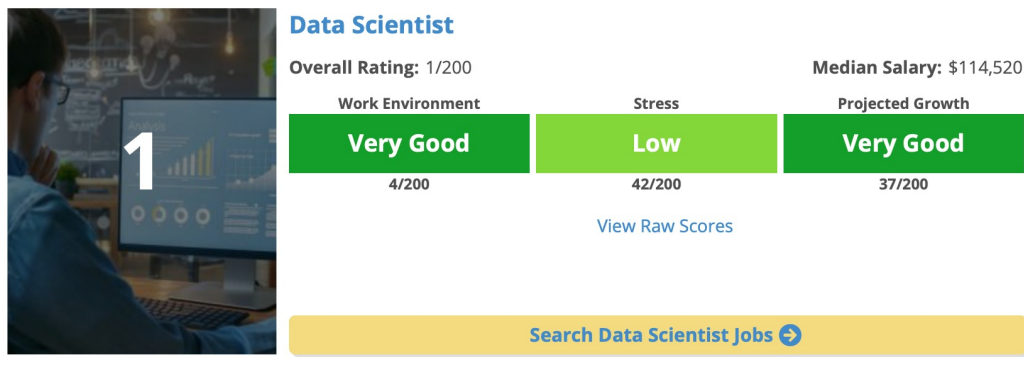 1
Data Scientist
Overall Rating: 1/200
Median Salary: $114,520
Work Environment
Stress
Projected Growth
Very Good
Low
Very Good
4/200
42/200
37/200
View Raw Scores
Search Data Scientist Jobs
Analysis